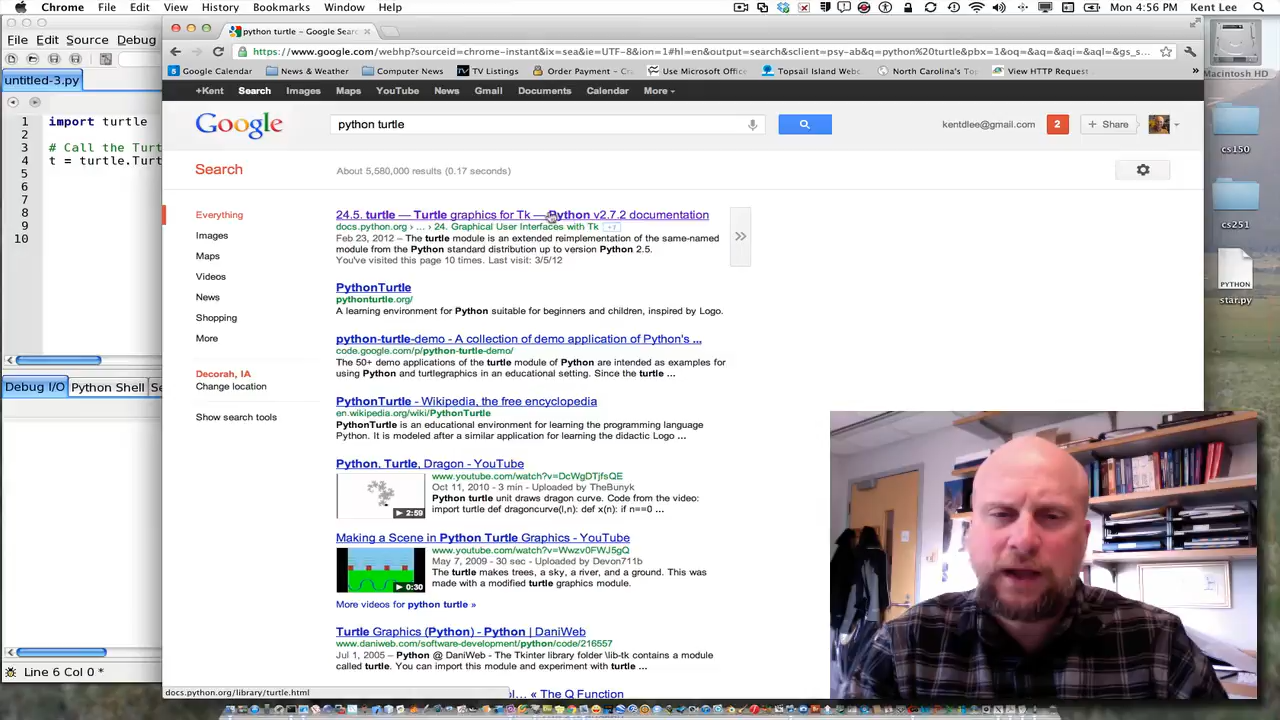 Chrome File Edit View History Bookmarks Window Help
Mon 4:56 PM Kent Lee
File Edit Source Debug
untitled-3.py
1 import turtle
2
3 # Call the Turt
4 t = turtle.Turt
5
6
7
8
9
10
Debug I/O Python Shell Se
Line 6 Col 0 *
python turtle – Google Sear
https://www.google.com/webhp?sourceid=chrome-instant&ix=sea&ie=UTF-8&ion=1#hl=en&output=search&sclient=psy-ab&q=python%20turtle&pbx=1&oq=&aq=&aqi=&aql=&gs_s...
Google Calendar News & Weather Computer News TV Listings Order Payment – Cra Use Microsoft Office Topsail Island Webc North Carolina's Top View HTTP Request
+Kent Search Images Maps YouTube News Gmail Documents Calendar More
Google
python turtle
kentdlee@gmail.com 2 + Share
Search
About 5,580,000 results (0.17 seconds)
Everything
Images
Maps
Videos
News
Shopping
More
Decorah, IA
Change location
Show search tools
24.5. turtle — Turtle graphics for Tk — Python v2.7.2 documentation
docs.python.org › ... › 24. Graphical User Interfaces with Tk +1
Feb 23, 2012 – The turtle module is an extended reimplementation of the same-named
module from the Python standard distribution up to version Python 2.5.
You've visited this page 10 times. Last visit: 3/5/12
PythonTurtle
pythonturtle.org/
A learning environment for Python suitable for beginners and children, inspired by Logo.
python-turtle-demo - A collection of demo application of Python's ...
code.google.com/p/python-turtle-demo/
The 50+ demo applications of the turtle module of Python are intended as examples for
using Python and turtlegraphics in an educational setting. Since the turtle ...
PythonTurtle - Wikipedia, the free encyclopedia
en.wikipedia.org/wiki/PythonTurtle
PythonTurtle is an educational environment for learning the programming language
Python. It is modeled after a similar application for learning the didactic Logo ...
Python, Turtle, Dragon - YouTube
www.youtube.com/watch?v=DcWgDTjfsQE
Oct 11, 2010 - 3 min - Uploaded by TheBunyk
Python turtle unit draws dragon curve. Code from the video:
import turtle def dragoncurve(l,n): def x(n): if n==0 ...
2:59
Making a Scene in Python Turtle Graphics - YouTube
www.youtube.com/watch?v=Wwzv0FWJ5gQ
May 7, 2009 - 30 sec - Uploaded by Devon711b
The turtle makes trees, a sky, a river, and a ground. This was
made with a modified turtle graphics module.
0:30
More videos for python turtle »
Turtle Graphics (Python) - Python | DaniWeb
www.daniweb.com/software-development/python/code/216557
Jul 1, 2005 – Python @ DaniWeb - The Tkinter library folder \lib-tk contains a module
called turtle. You can import this module and experiment with turtle ...
ol... « The Q Function
docs.python.org/library/turtle.html
Macintosh HD
cs150
cs251
PYTHON
star.py